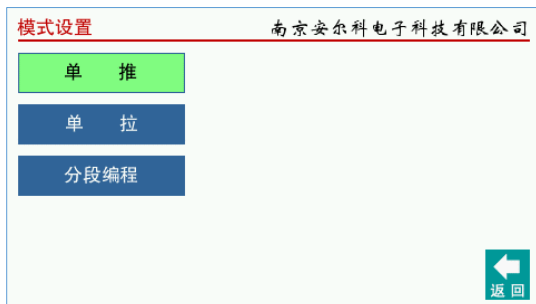 模式设置
南京安尔科电子科技有限公司
单 推
单 拉
分段编程
返回